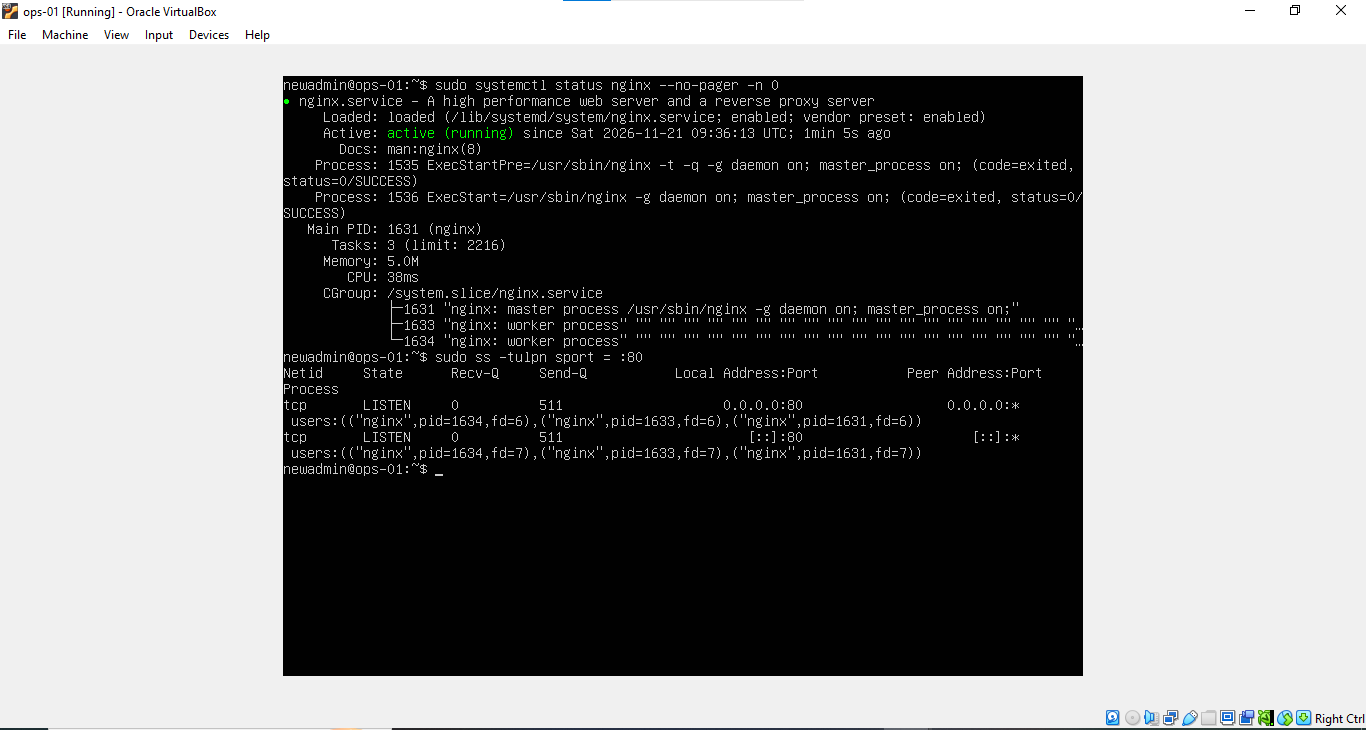 ops-01 [Running] - Oracle VirtualBox
File Machine View Input Devices Help
newadmin@ops-01:~$ sudo systemctl status nginx --no-pager -n 0
● nginx.service - A high performance web server and a reverse proxy server
     Loaded: loaded (/lib/systemd/system/nginx.service; enabled; vendor preset: enabled)
     Active: active (running) since Sat 2026-11-21 09:36:13 UTC; 1min 5s ago
       Docs: man:nginx(8)
    Process: 1535 ExecStartPre=/usr/sbin/nginx -t -q -g daemon on; master_process on; (code=exited,
status=0/SUCCESS)
    Process: 1536 ExecStart=/usr/sbin/nginx -g daemon on; master_process on; (code=exited, status=0/
SUCCESS)
   Main PID: 1631 (nginx)
      Tasks: 3 (limit: 2216)
     Memory: 5.0M
        CPU: 38ms
     CGroup: /system.slice/nginx.service
             ├─1631 "nginx: master process /usr/sbin/nginx -g daemon on; master_process on;"
             ├─1633 "nginx: worker process" "" "" "" "" "" "" "" "" "" "" "" "" "" "" "" "" "" "" "…
             └─1634 "nginx: worker process" "" "" "" "" "" "" "" "" "" "" "" "" "" "" "" "" "" "" "…
newadmin@ops-01:~$ sudo ss -tulpn sport = :80
Netid     State      Recv-Q     Send-Q           Local Address:Port           Peer Address:Port
Process
tcp       LISTEN     0          511                    0.0.0.0:80                  0.0.0.0:*
 users:(("nginx",pid=1634,fd=6),("nginx",pid=1633,fd=6),("nginx",pid=1631,fd=6))
tcp       LISTEN     0          511                       [::]:80                     [::]:*
 users:(("nginx",pid=1634,fd=7),("nginx",pid=1633,fd=7),("nginx",pid=1631,fd=7))
newadmin@ops-01:~$ _
Right Ctrl